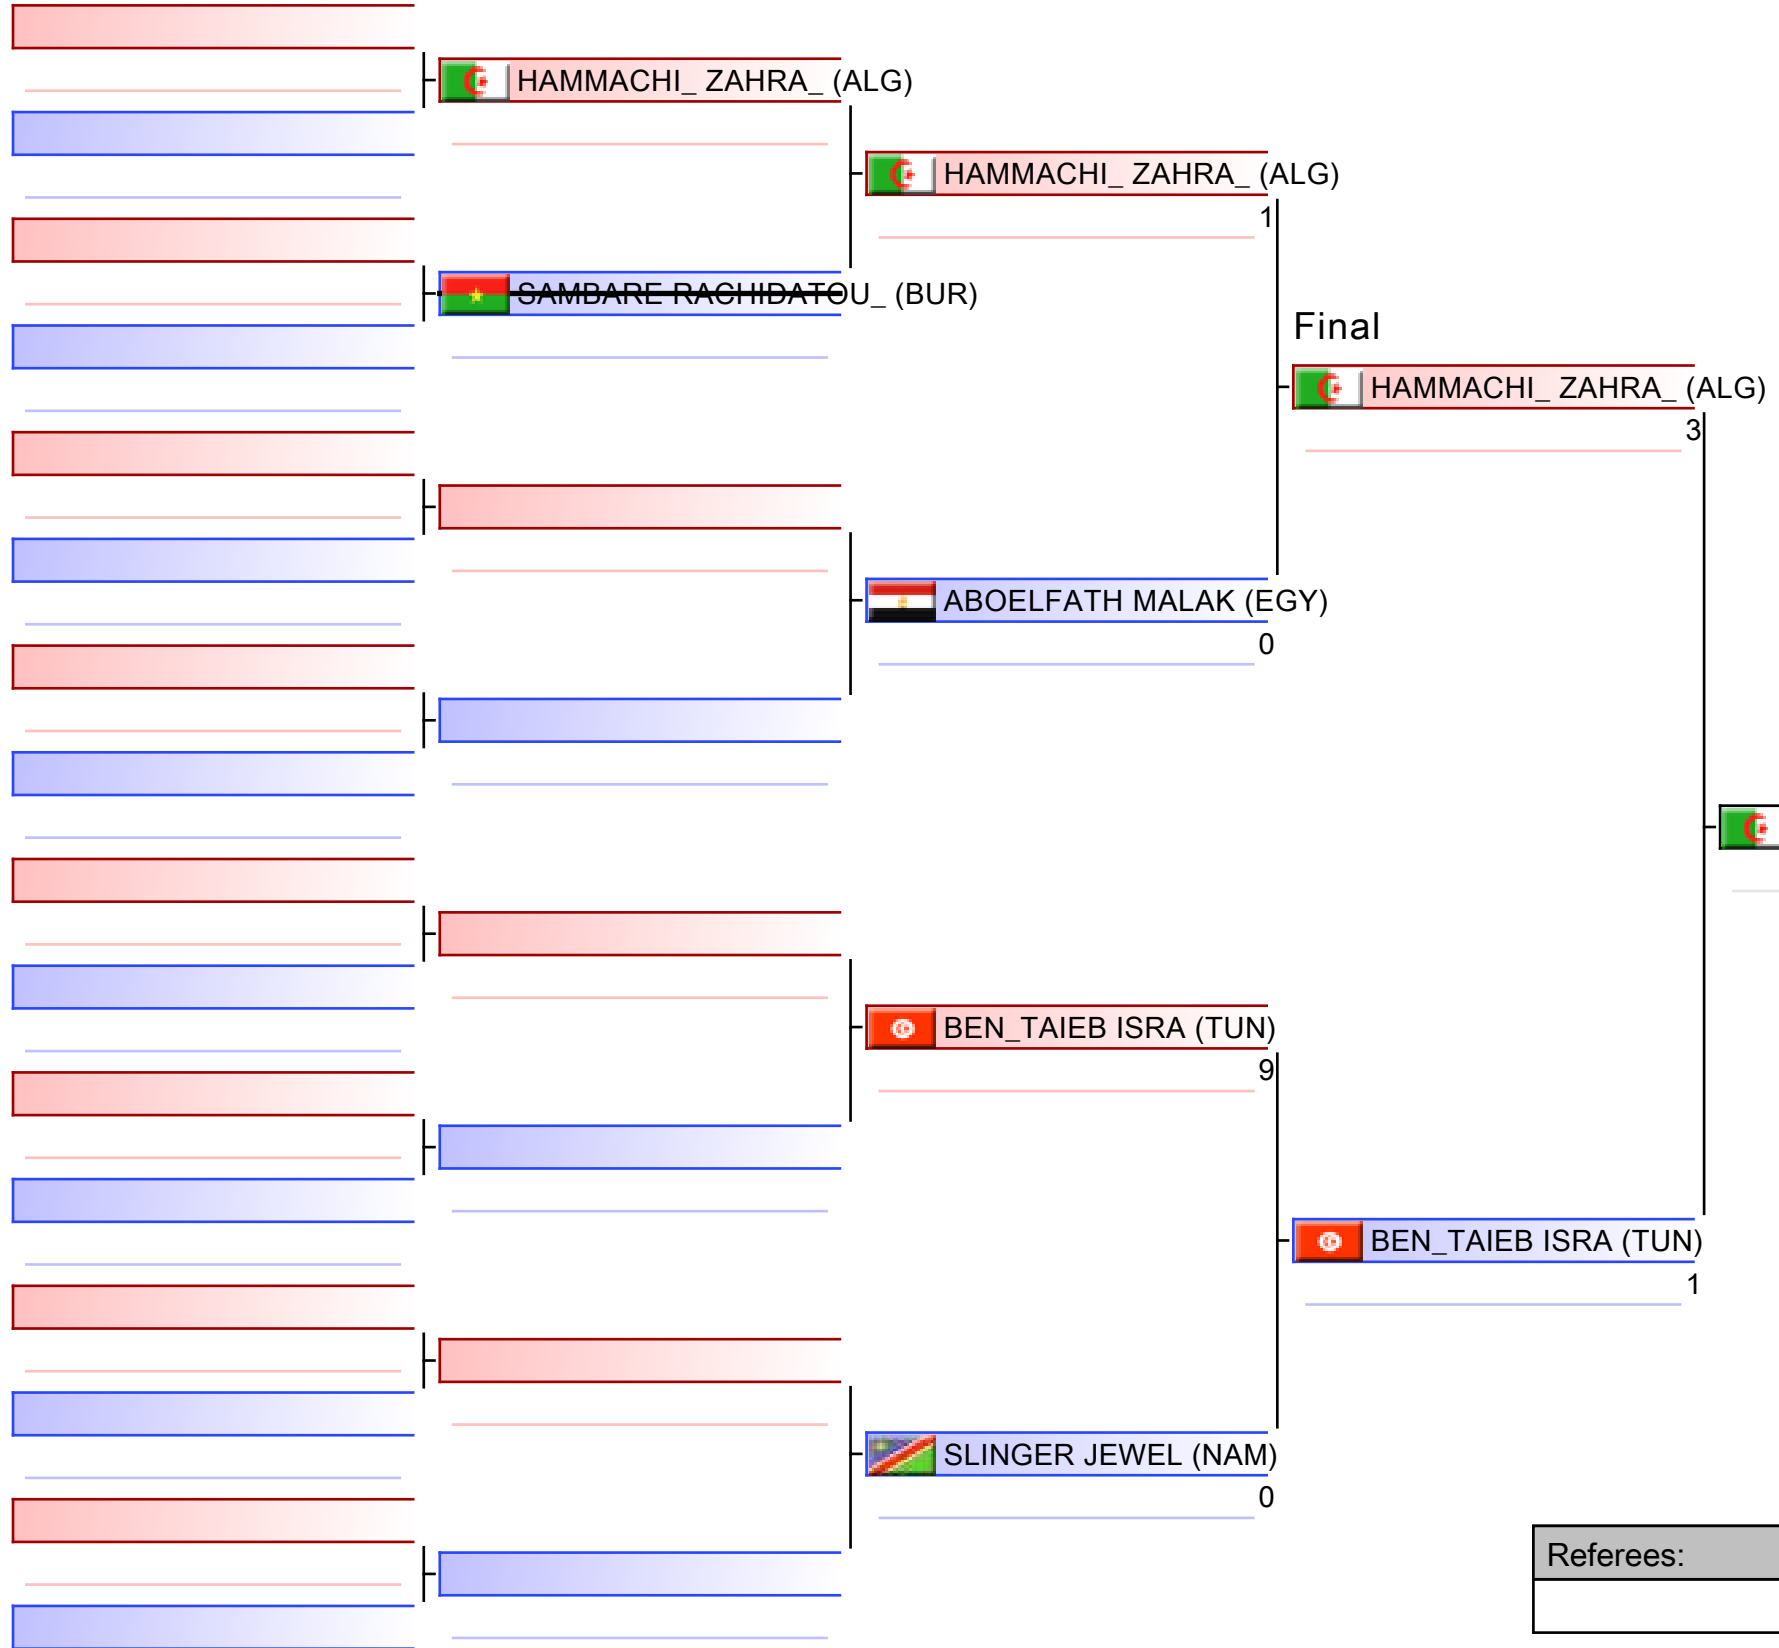 HAMMACHI_ ZAHRA_ (ALG)
HAMMACHI_ ZAHRA_ (ALG)
1
SAMBARE RACHIDATOU_ (BUR)
Final
HAMMACHI_ ZAHRA_ (ALG)
3
ABOELFATH MALAK (EGY)
0
BEN_TAIEB ISRA (TUN)
9
BEN_TAIEB ISRA (TUN)
1
SLINGER JEWEL (NAM)
0
Referees: